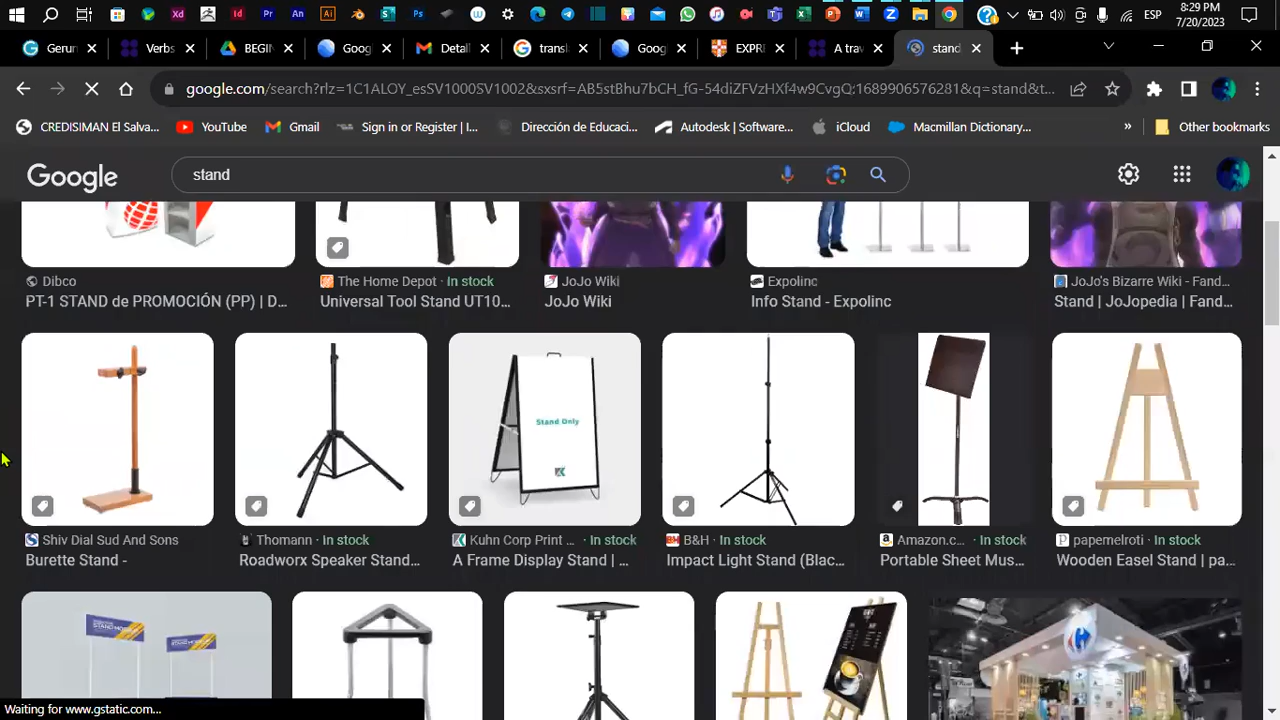 8:29 PM
ESP
7/20/2023
Gerun
Verbs
BEGIN
Goog
Detall
transl
Goog
EXPRE
A trav
stand
google.com/search?rlz=1C1ALOY_esSV1000SV1002&sxsrf=AB5stBhu7bCH_fG-54diZFVzHXf4w9CvgQ:1689906576281&q=stand&t...
CREDISIMAN El Salva...
YouTube
Gmail
Sign in or Register | I...
Dirección de Educaci...
Autodesk | Software...
iCloud
Macmillan Dictionary...
»
Other bookmarks
Google
stand
Dibco
PT-1 STAND de PROMOCIÓN (PP) | D...
The Home Depot · In stock
Universal Tool Stand UT10...
JoJo Wiki
JoJo Wiki
Expolinc
Info Stand - Expolinc
JoJo's Bizarre Wiki - Fand...
Stand | JoJopedia | Fand...
Stand Only
K
Shiv Dial Sud And Sons
Burette Stand -
Thomann · In stock
Roadworx Speaker Stand...
Kuhn Corp Print ... · In stock
A Frame Display Stand | ...
B&H · In stock
Impact Light Stand (Blac...
Amazon.c... · In stock
Portable Sheet Mus...
papemelroti · In stock
Wooden Easel Stand | pa...
Waiting for www.gstatic.com...